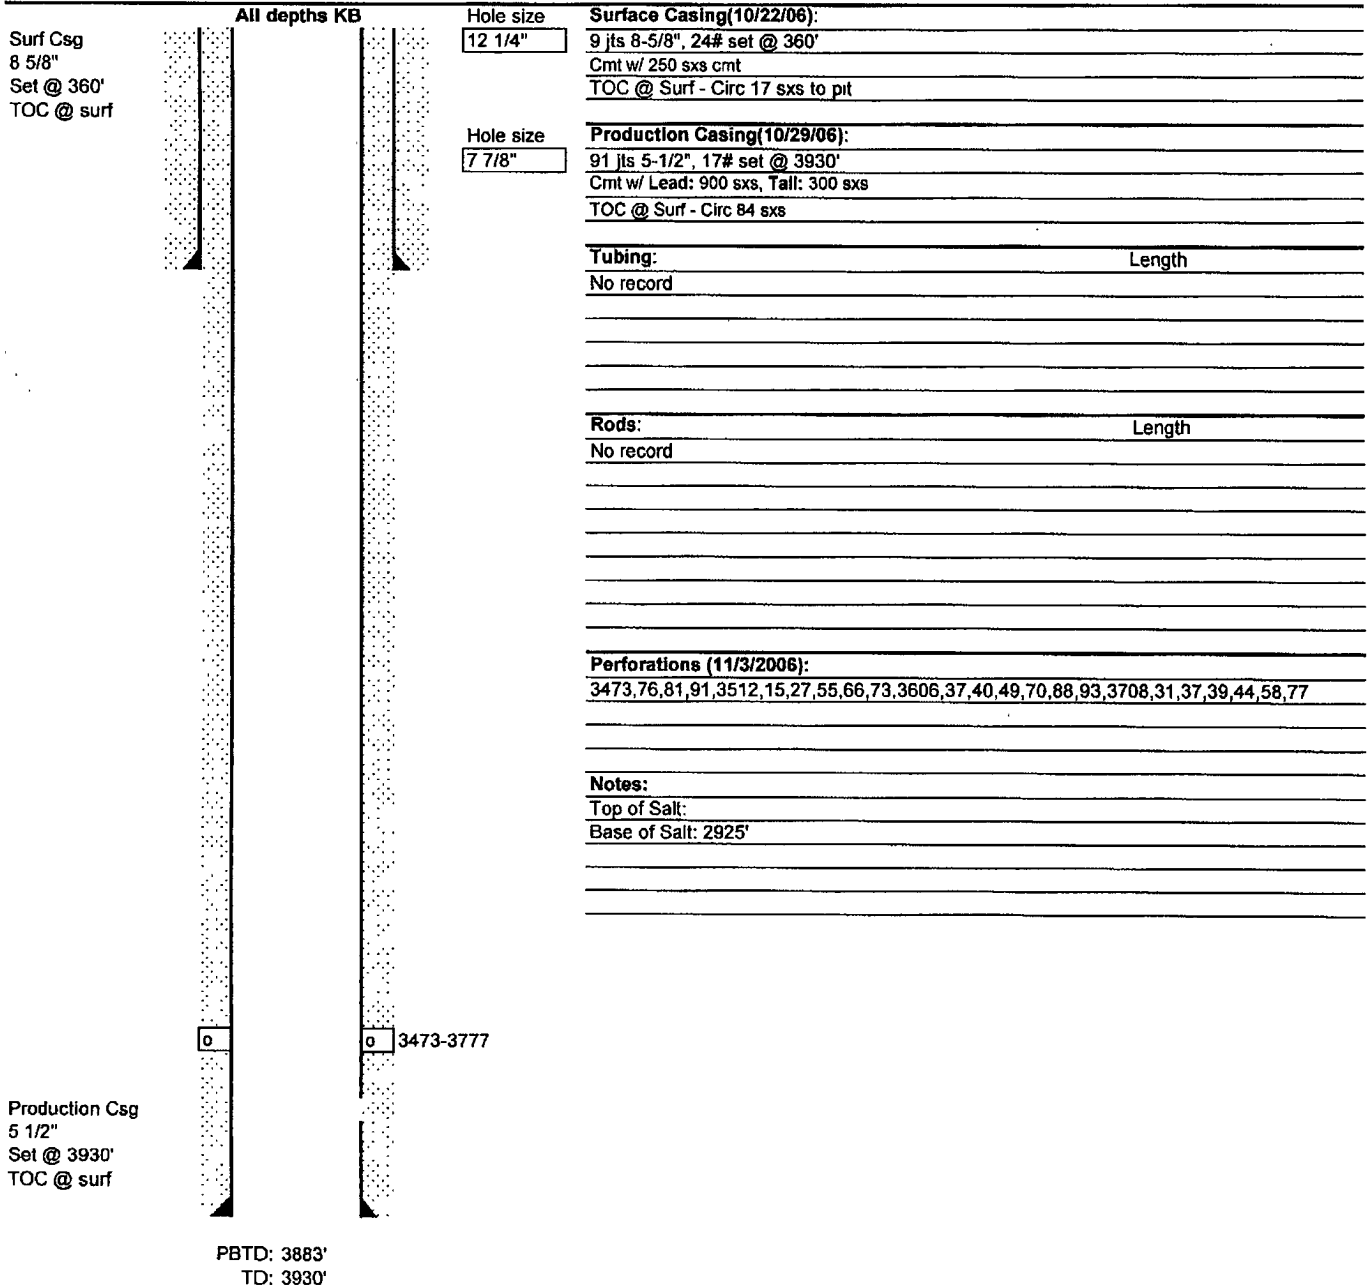 All depths KB
Surf Csg
8 5/8"
Set @ 360'
TOC @ surf
Hole size
12 1/4"
Surface Casing(10/22/06):
9 jts 8-5/8", 24# set @ 360'
Cmt w/ 250 sxs cmt
TOC @ Surf - Circ 17 sxs to pit
Hole size
7 7/8"
Production Casing(10/29/06):
91 jts 5-1/2", 17# set @ 3930'
Cmt w/ Lead: 900 sxs, Tail: 300 sxs
TOC @ Surf - Circ 84 sxs
Tubing: Length
No record
Rods: Length
No record
Perforations (11/3/2006):
3473,76,81,91,3512,15,27,55,66,73,3606,37,40,49,70,88,93,3708,31,37,39,44,58,77
Notes:
Top of Salt:
Base of Salt: 2925'
o o 3473-3777
Production Csg
5 1/2"
Set @ 3930'
TOC @ surf
PBTD: 3883'
TD: 3930'